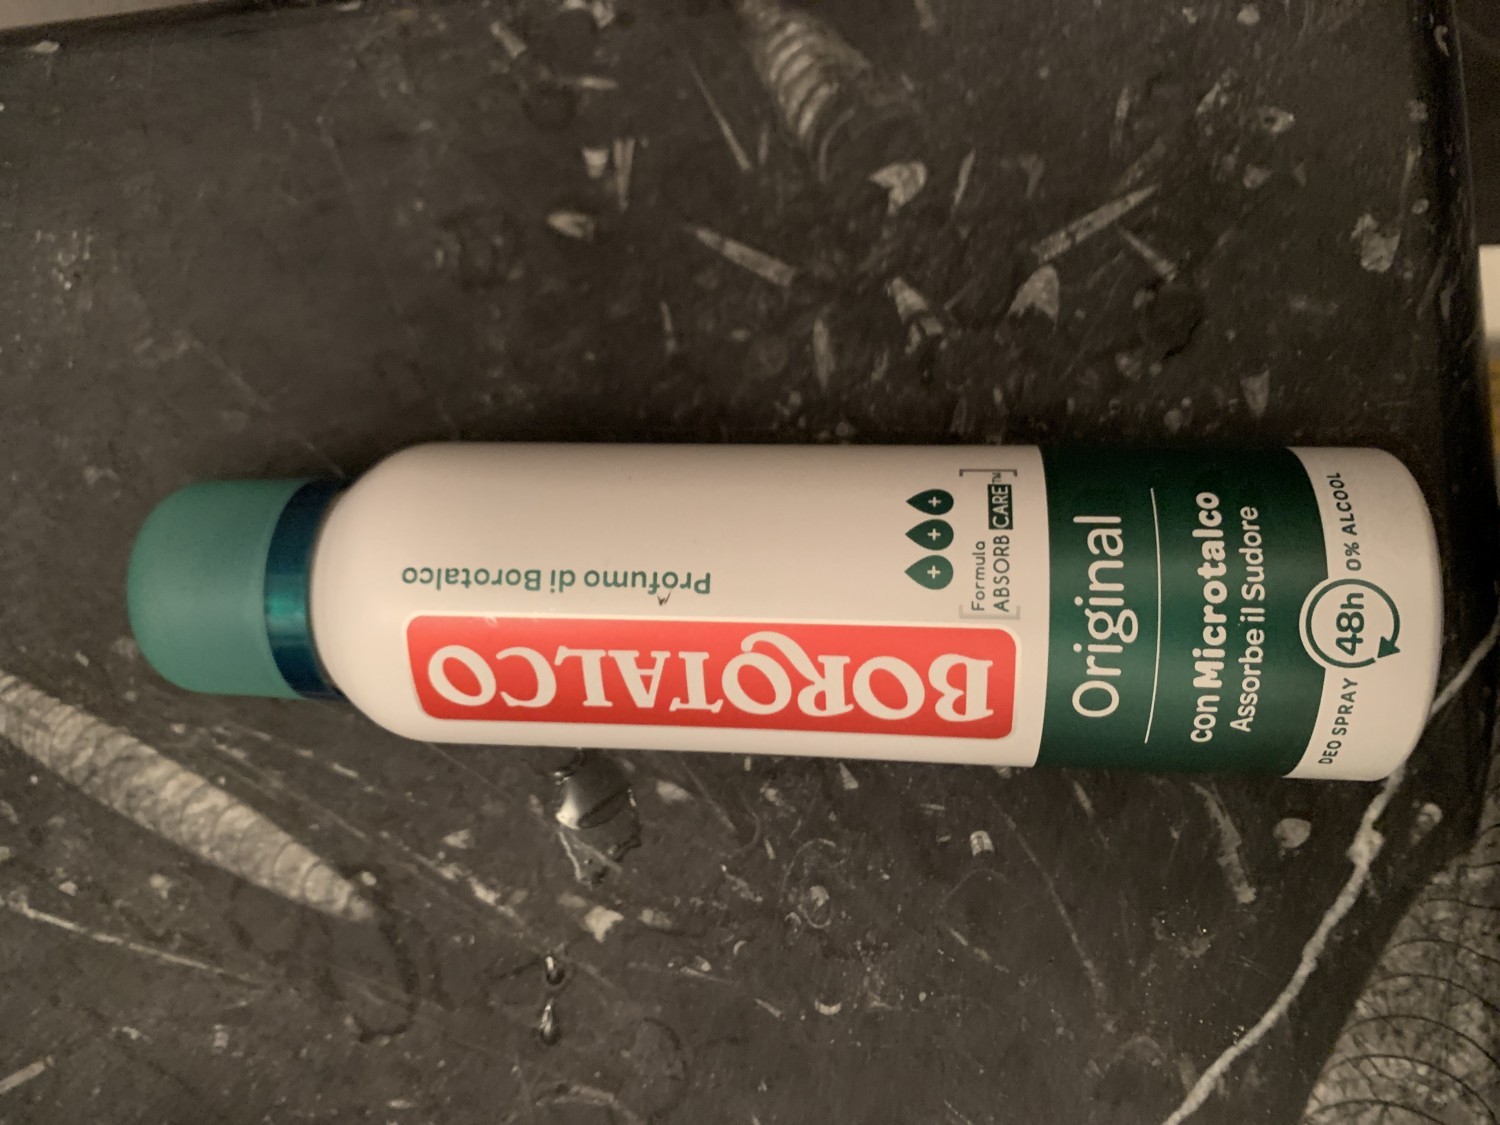 BOROTALCO
Profumo di Borotalco
+ + +
Formula
ABSORB CARE™
Original
con Microtalco
Assorbe il Sudore
DEO SPRAY 48h 0% ALCOOL